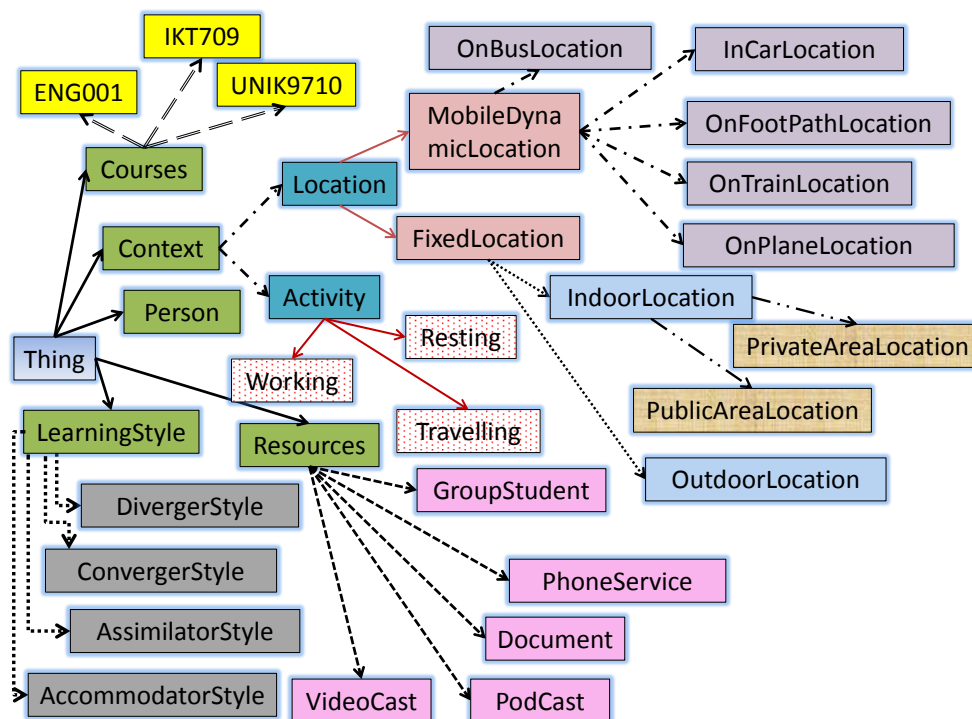 IKT709
OnBusLocation
InCarLocation
ENG001
UNIK9710
MobileDyna
micLocation
OnFootPathLocation
Courses
Location
OnTrainLocation
Context
FixedLocation
OnPlaneLocation
Person
Activity
IndoorLocation
Thing
Resting
PrivateAreaLocation
Working
PublicAreaLocation
LearningStyle
Resources
Travelling
OutdoorLocation
GroupStudent
DivergerStyle
ConvergerStyle
PhoneService
AssimilatorStyle
Document
AccommodatorStyle
VideoCast
PodCast